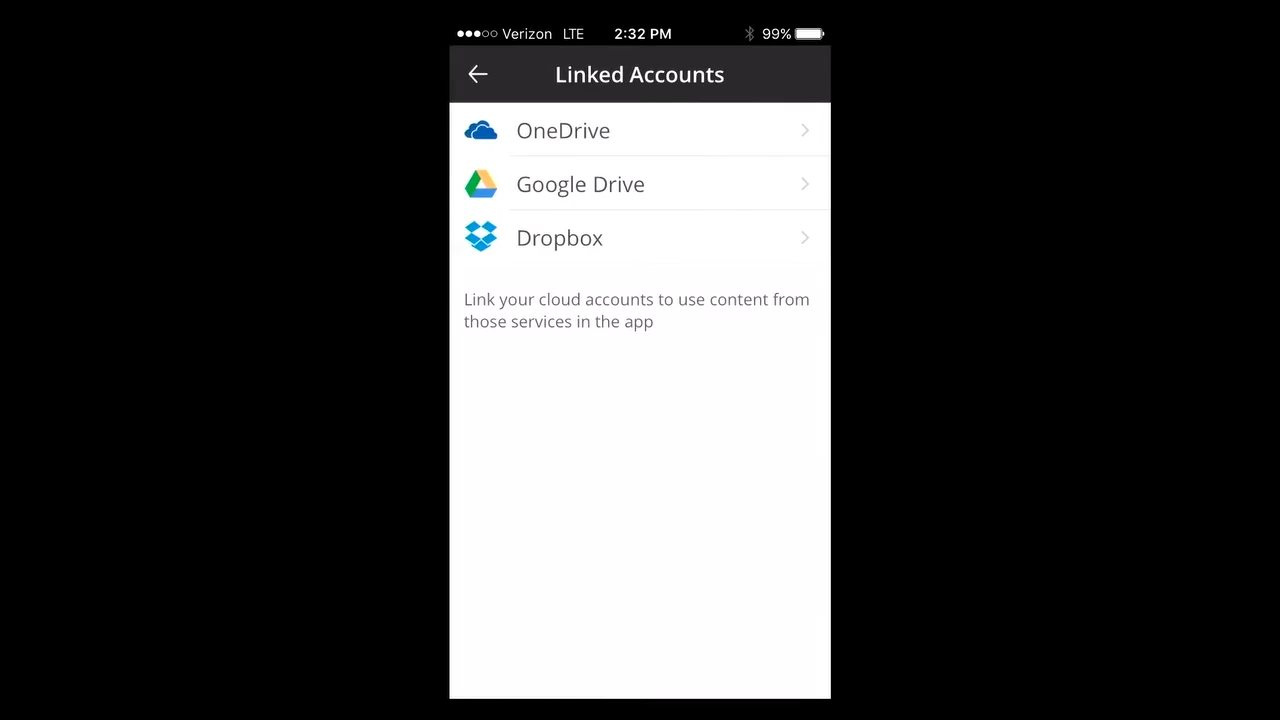 Verizon LTE 2:32 PM 99%
Linked Accounts
OneDrive
Google Drive
Dropbox
Link your cloud accounts to use content from
those services in the app